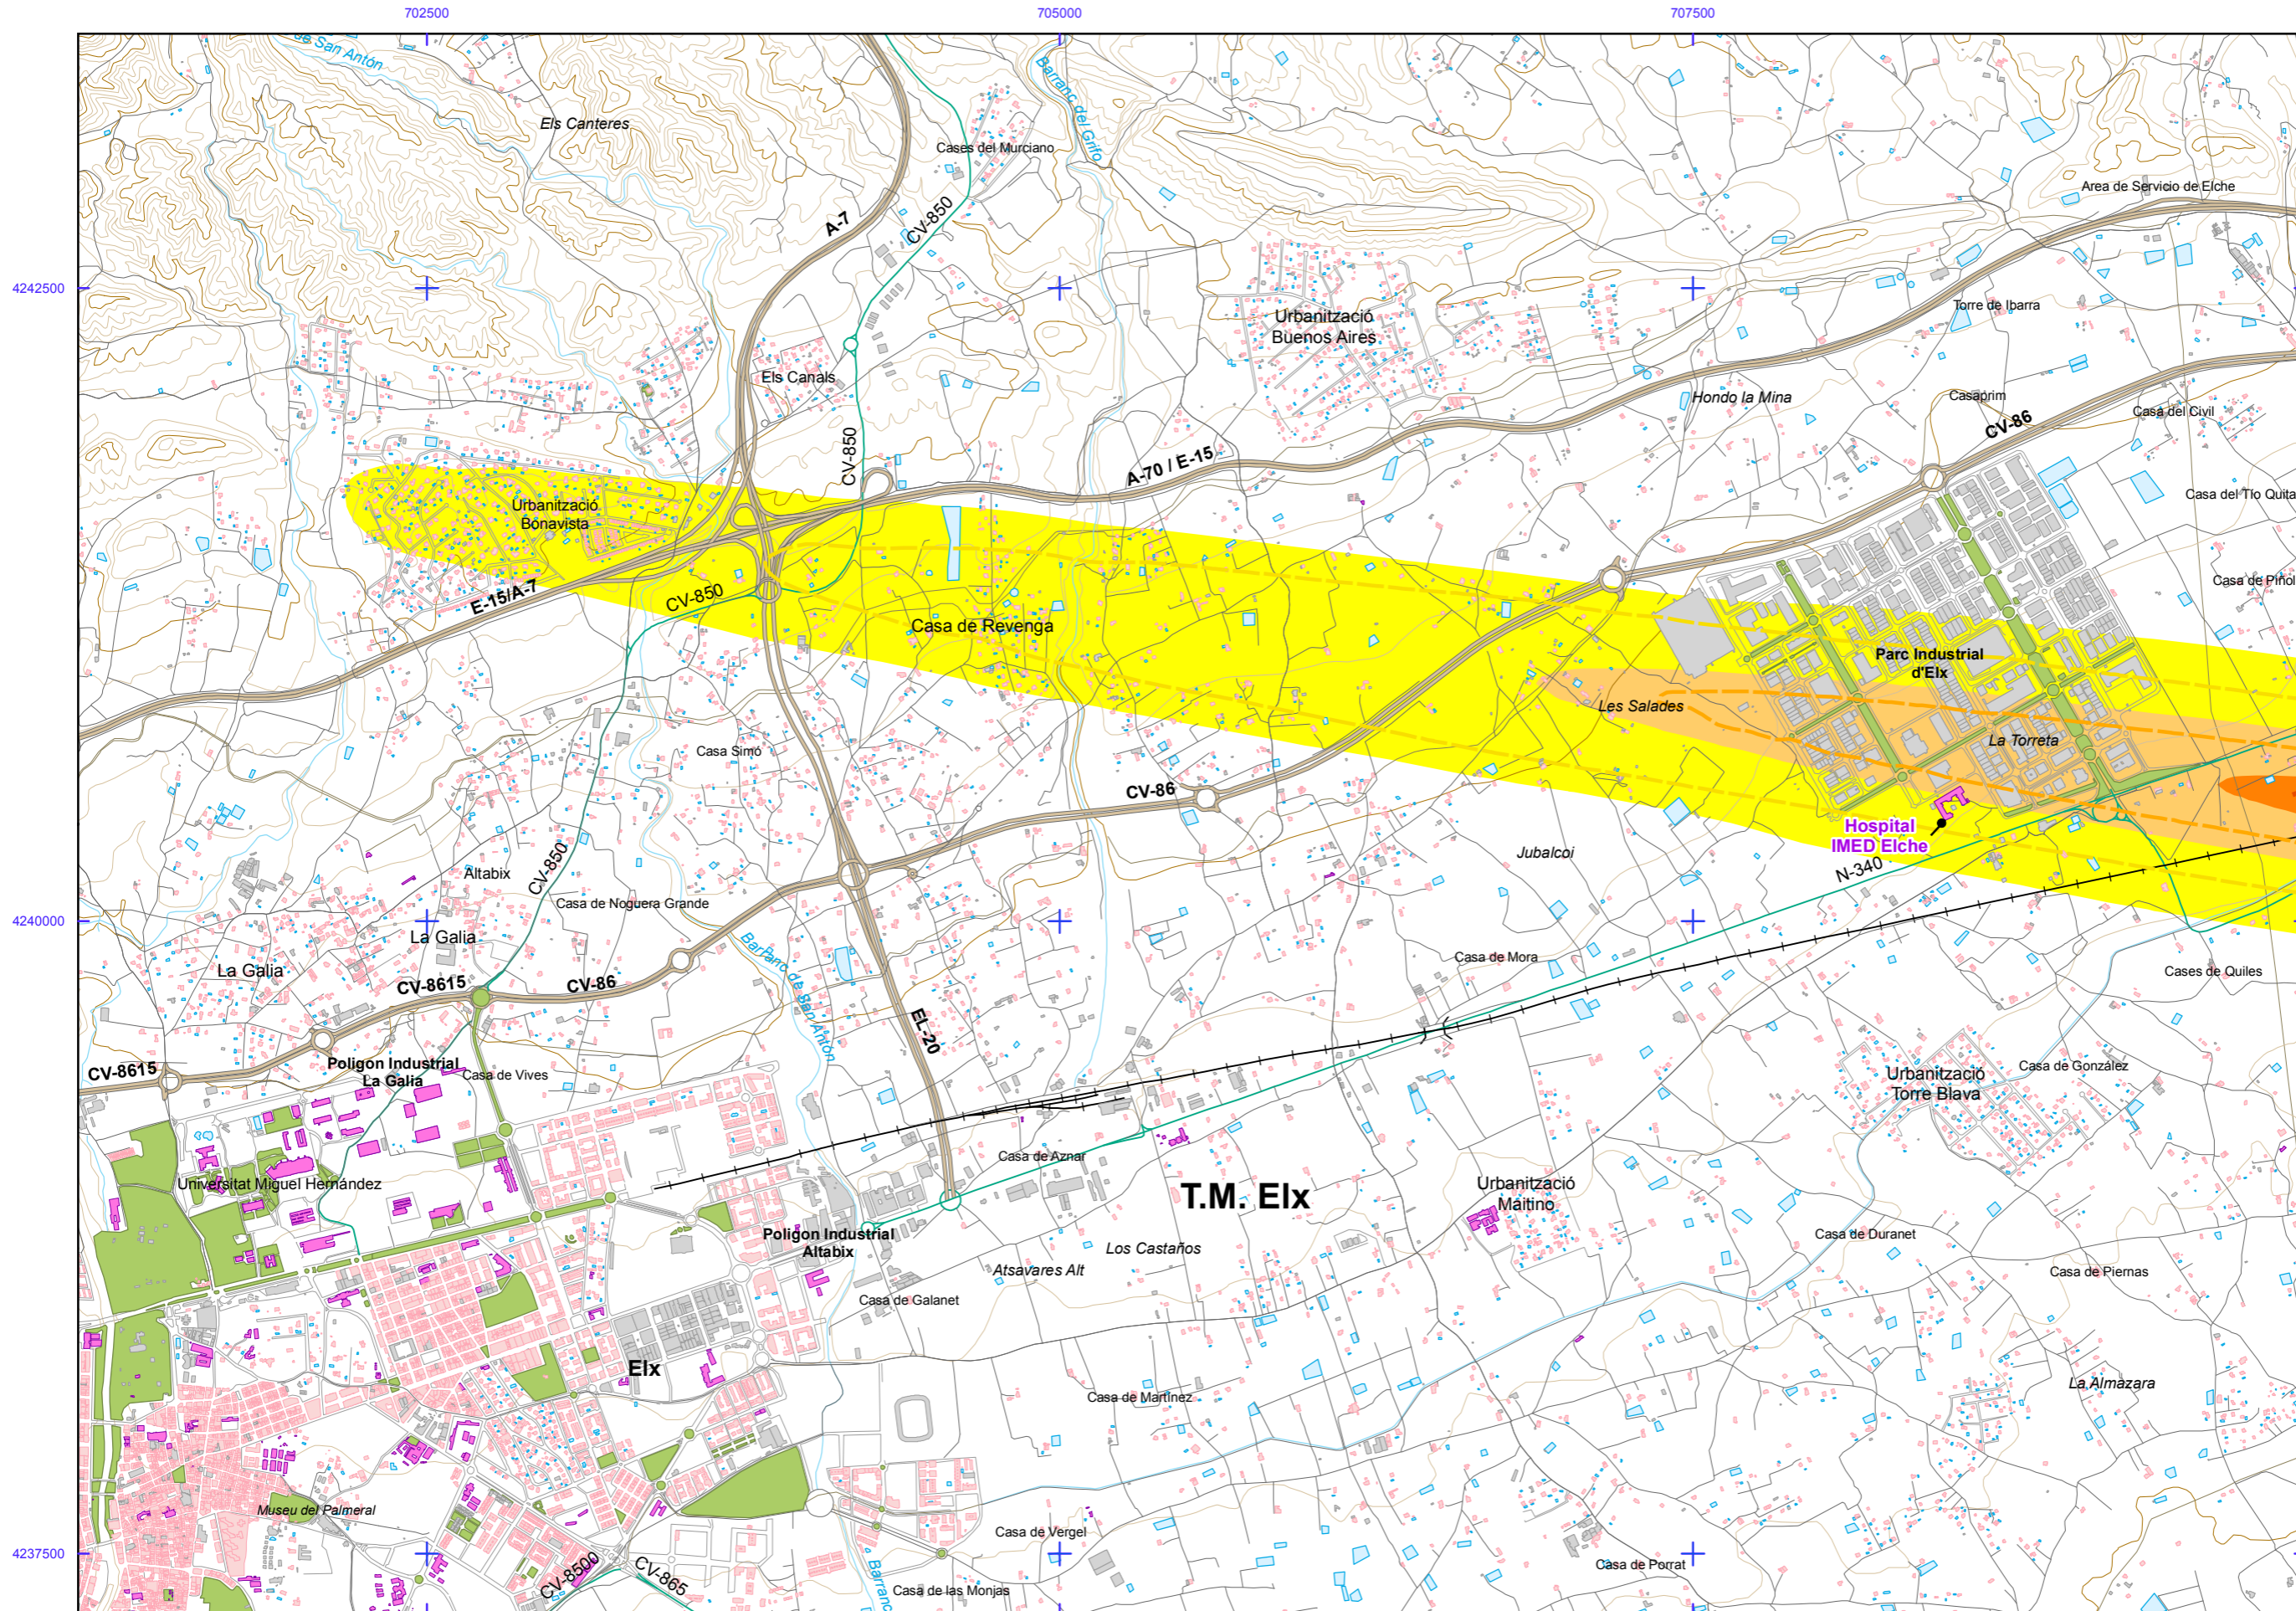 702500
705000
707500
de San Antón
Barranc del Grifo
Els Canteres
Cases del Murciano
Area de Servicio de Elche
A-7
CV-850
4242500
Torre de Ibarra
Urbanització
Buenos Aires
Els Canals
Hondo la Mina
Casaprim
Casa del Civil
CV-86
CV-850
A-70 / E-15
Casa del Tío Quita
Urbanització
Bonavista
Casa de Piñol
E-15/A-7
CV-850
Casa de Revenga
Parc Industrial
d'Elx
Les Salades
La Torreta
Casa Simó
CV-86
Hospital
IMED Elche
Jubalcoi
N-340
CV-850
Altabix
Casa de Noguera Grande
4240000
La Galia
Barranc de San Antón
Casa de Mora
La Galia
Cases de Quiles
CV-8615
CV-86
EL-20
CV-8615
Poligon Industrial
La Galia
Casa de Vives
Urbanització
Torre Blava
Casa de González
Casa de Aznar
Universitat Miguel Hernández
T.M. Elx
Urbanització
Maitino
Poligon Industrial
Altabix
Los Castaños
Casa de Duranet
Atsavares Alt
Casa de Piernas
Casa de Galanet
Elx
Casa de Martínez
La Almazara
Museu del Palmeral
Casa de Vergel
4237500
CV-8500
CV-865
Casa de Porrat
Casa de las Monjas
Barranc